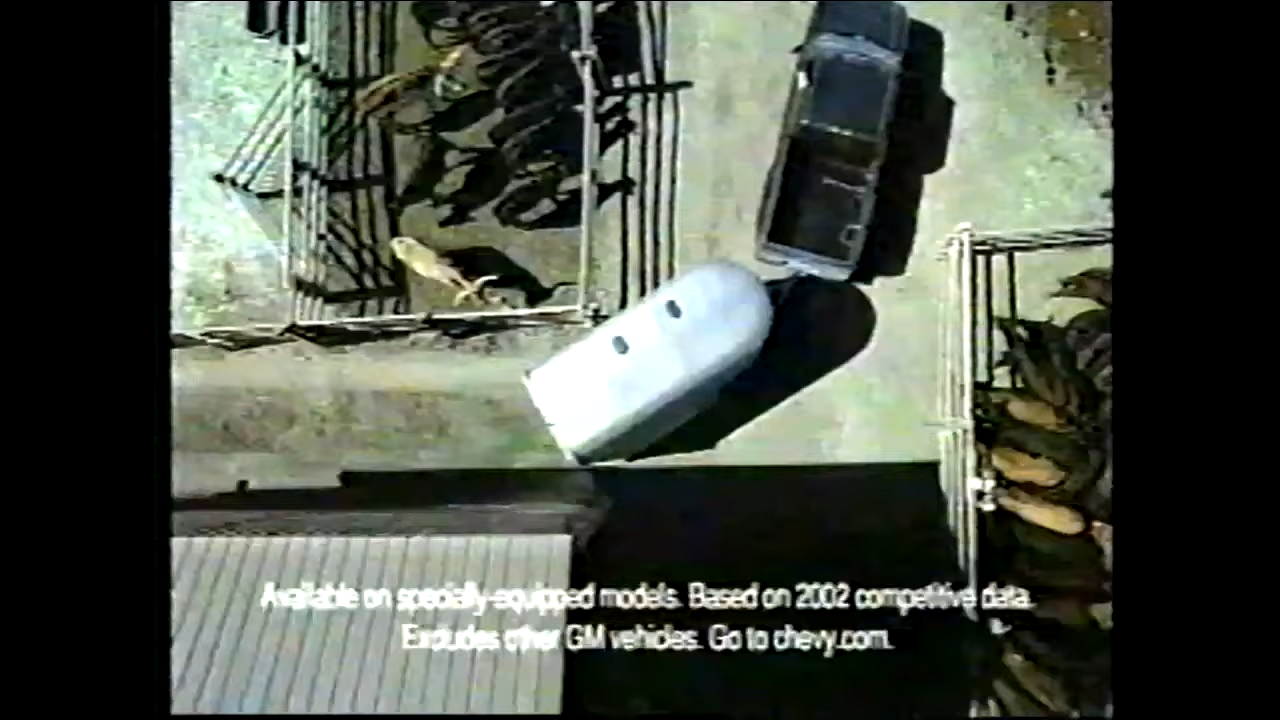 Available on specially-equipped models. Based on 2002 competitive data.
Excludes other GM vehicles. Go to chevy.com.